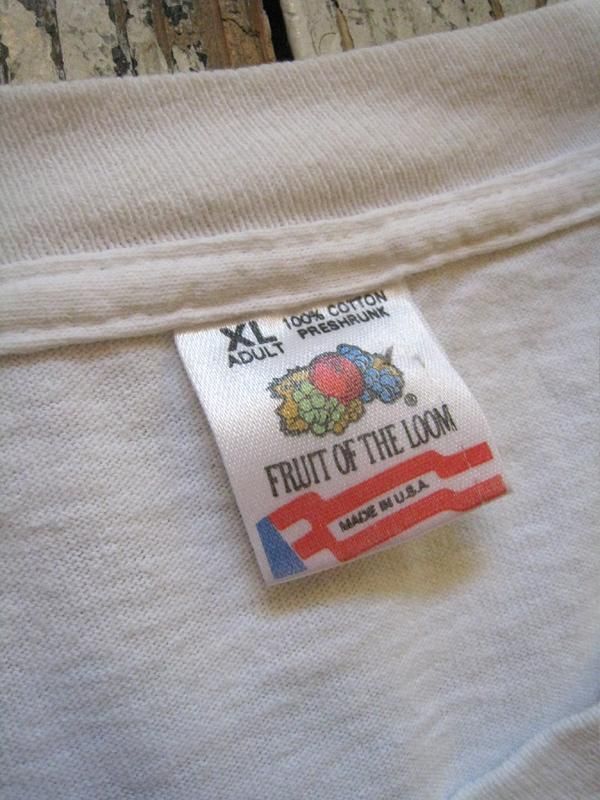 XL 100% COTTON
ADULT PRESHRUNK
®
FRUIT OF THE LOOM
MADE IN U.S.A.